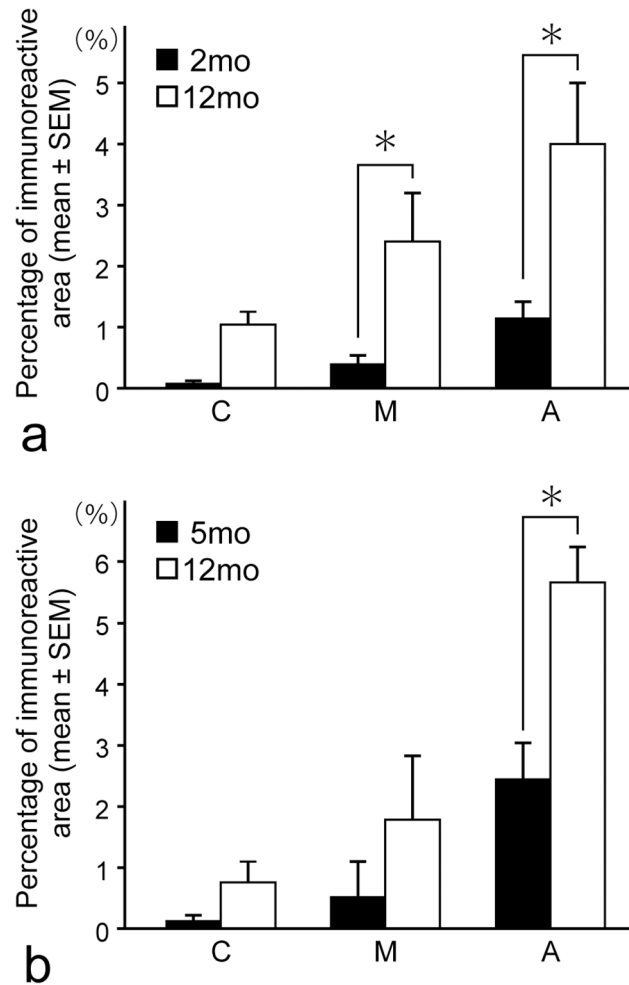 (%)
Percentage of immunoreactive
area (mean ± SEM)
2mo
12mo
*
*
5
4
3
2
1
0
C M A
a
(%)
Percentage of immunoreactive
area (mean ± SEM)
5mo
12mo
*
6
5
4
3
2
1
0
C M A
b